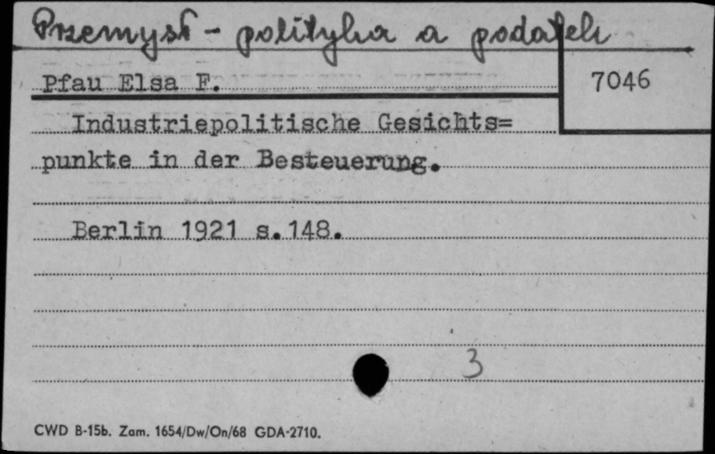 Przemysł - polityka a podatek
Pfau Elsa F.
7046
Industriepolitische Gesichts=
punkte in der Besteuerung.
Berlin 1921 s.148.
3
CWD B-15b. Zam. 1654/Dw/On/68 GDA-2710.